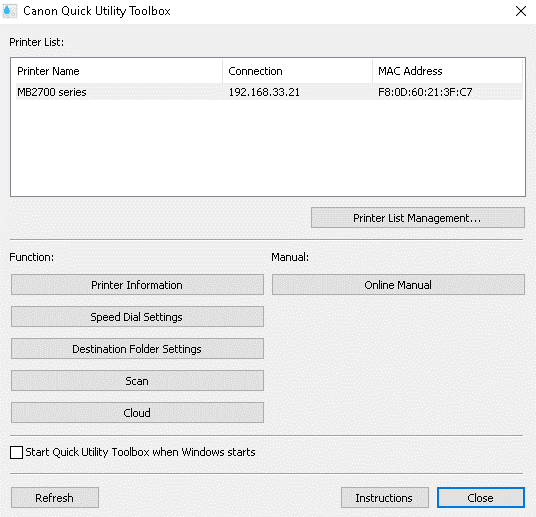 Canon Quick Utility Toolbox
Printer List:
Printer Name Connection MAC Address
MB2700 series 192.168.33.21 F8:0D:60:21:3F:C7
Printer List Management...
Function: Manual:
Printer Information Online Manual
Speed Dial Settings
Destination Folder Settings
Scan
Cloud
Start Quick Utility Toolbox when Windows starts
Refresh Instructions Close